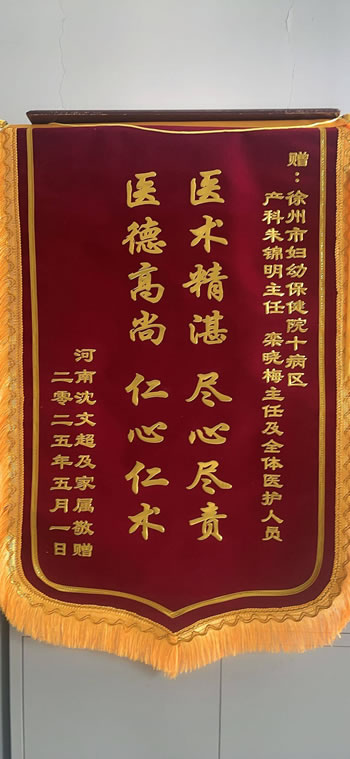 赠：徐州市妇幼保健院十病区
产科朱锦明主任 栾晓梅主任及全体医护人员
医术精湛 尽心尽责
医德高尚 仁心仁术
河南沈文超及家属敬赠
二零二五年五月一日